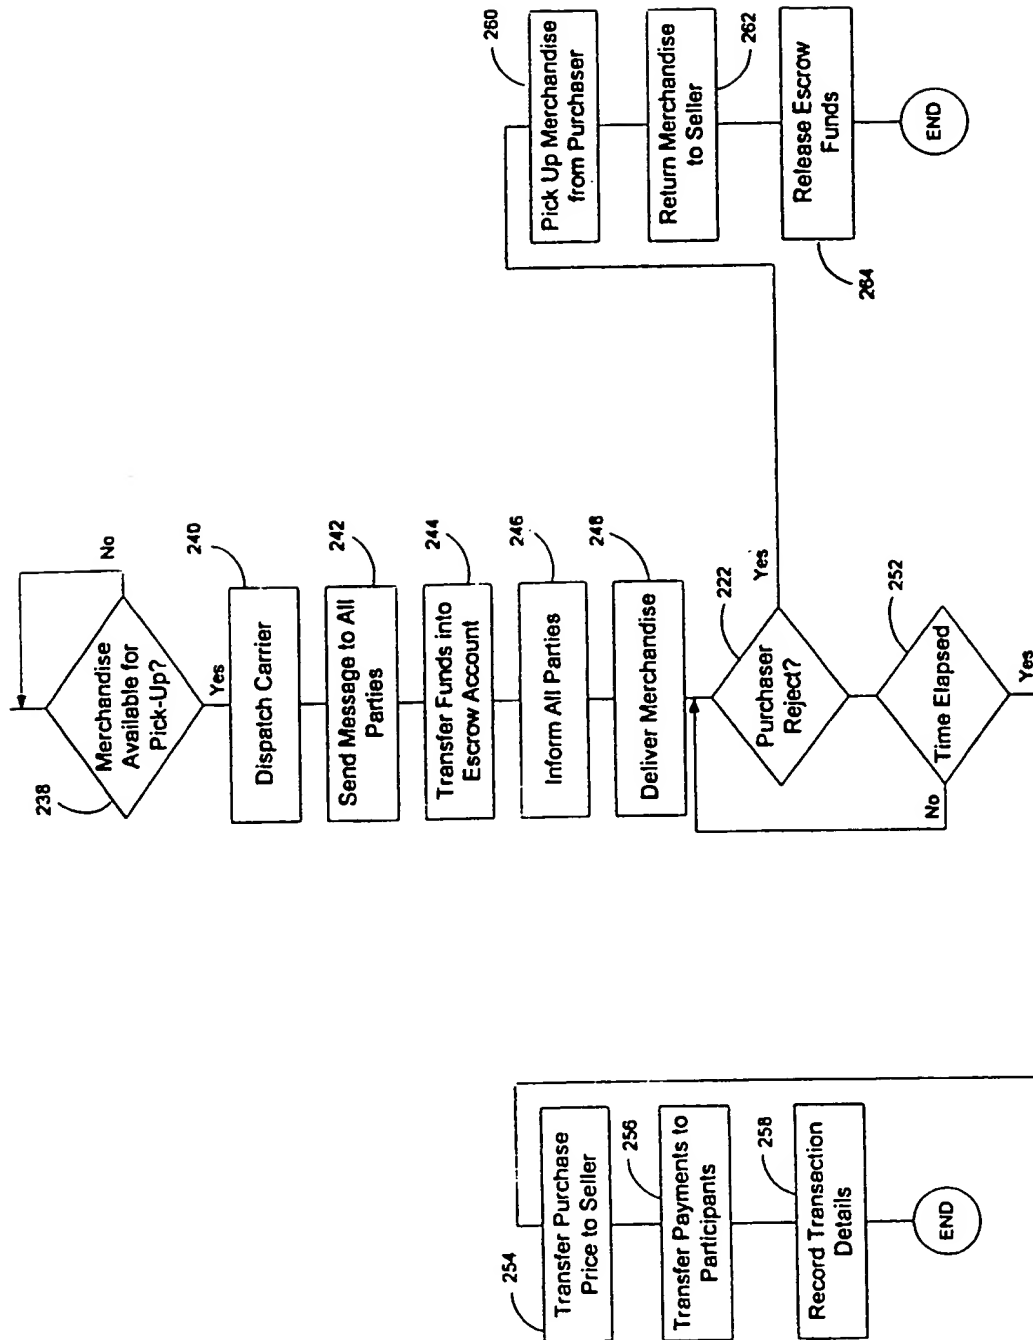 Merchandise
Available for
Pick-Up?
238
No
Yes
Dispatch Carrier
240
Send Message to All
Parties
242
Transfer Funds into
Escrow Account
244
Inform All Parties
246
Deliver Merchandise
248
Purchaser
Reject?
222
Yes
Time Elapsed
252
No
Yes
Transfer Purchase
Price to Seller
254
Transfer Payments to
Participants
256
Record Transaction
Details
258
END
Pick Up Merchandise
from Purchaser
260
Return Merchandise
to Seller
262
Release Escrow
Funds
264
END